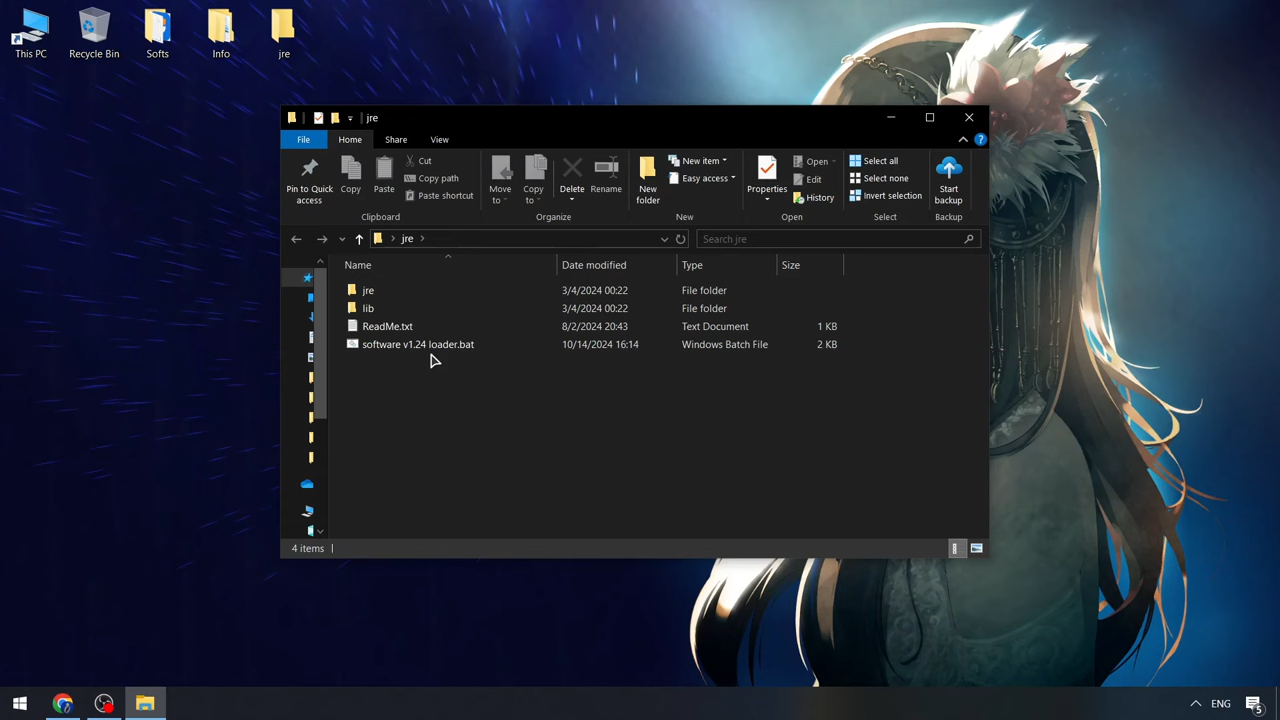 This PC
Recycle Bin
Softs
Info
jre
jre
File
Home
Share
View
Pin to Quick access
Copy
Paste
Cut
Copy path
Paste shortcut
Clipboard
Move to
Copy to
Delete
Rename
Organize
New folder
New item
Easy access
New
Properties
Open
Edit
History
Open
Select all
Select none
Invert selection
Select
Start backup
Backup
jre
Search jre
Name
Date modified
Type
Size
jre 3/4/2024 00:22 File folder
lib 3/4/2024 00:22 File folder
ReadMe.txt 8/2/2024 20:43 Text Document 1 KB
software v1.24 loader.bat 10/14/2024 16:14 Windows Batch File 2 KB
4 items
ENG
5